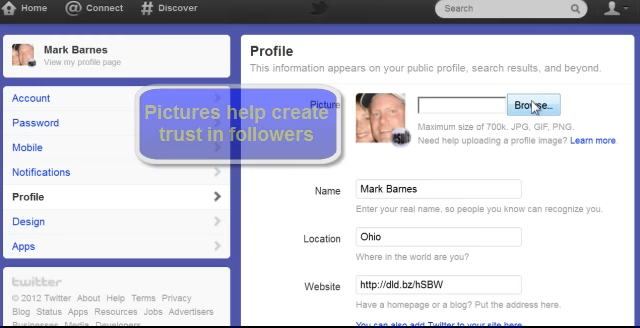 Home Connect Discover Search
Mark Barnes
View my profile page
Account
Password
Mobile
Notifications
Profile
Design
Apps
twitter
© 2012 Twitter About Help Terms Privacy
Blog Status Apps Resources Jobs Advertisers
Businesses Media Developers
Profile
This information appears on your public profile, search results, and beyond.
Pictures help create
trust in followers
Picture
Browse...
Maximum size of 700k. JPG, GIF, PNG.
Need help uploading a profile image? Learn more.
Name Mark Barnes
Enter your real name, so people you know can recognize you.
Location Ohio
Where in the world are you?
Website http://dld.bz/hSBW
Have a homepage or a blog? Put the address here.
You can also add Twitter to your site here